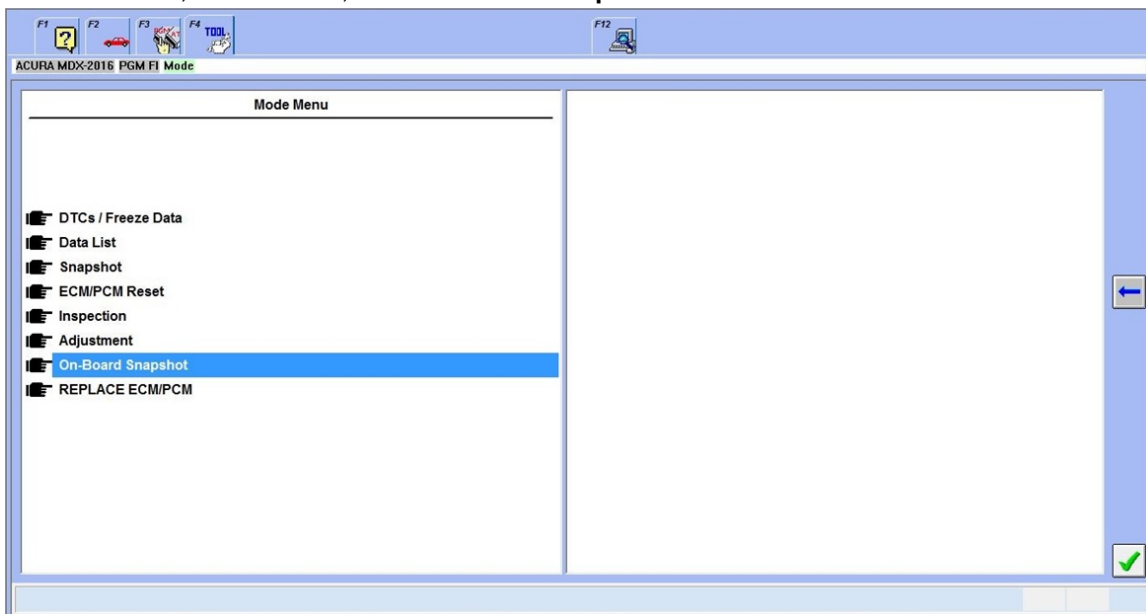 F1 F2 F3 F4 TOOL F12
ACURA MDX-2016 PGM FI Mode
Mode Menu
DTCs / Freeze Data
Data List
Snapshot
ECM/PCM Reset
Inspection
Adjustment
On-Board Snapshot
REPLACE ECM/PCM